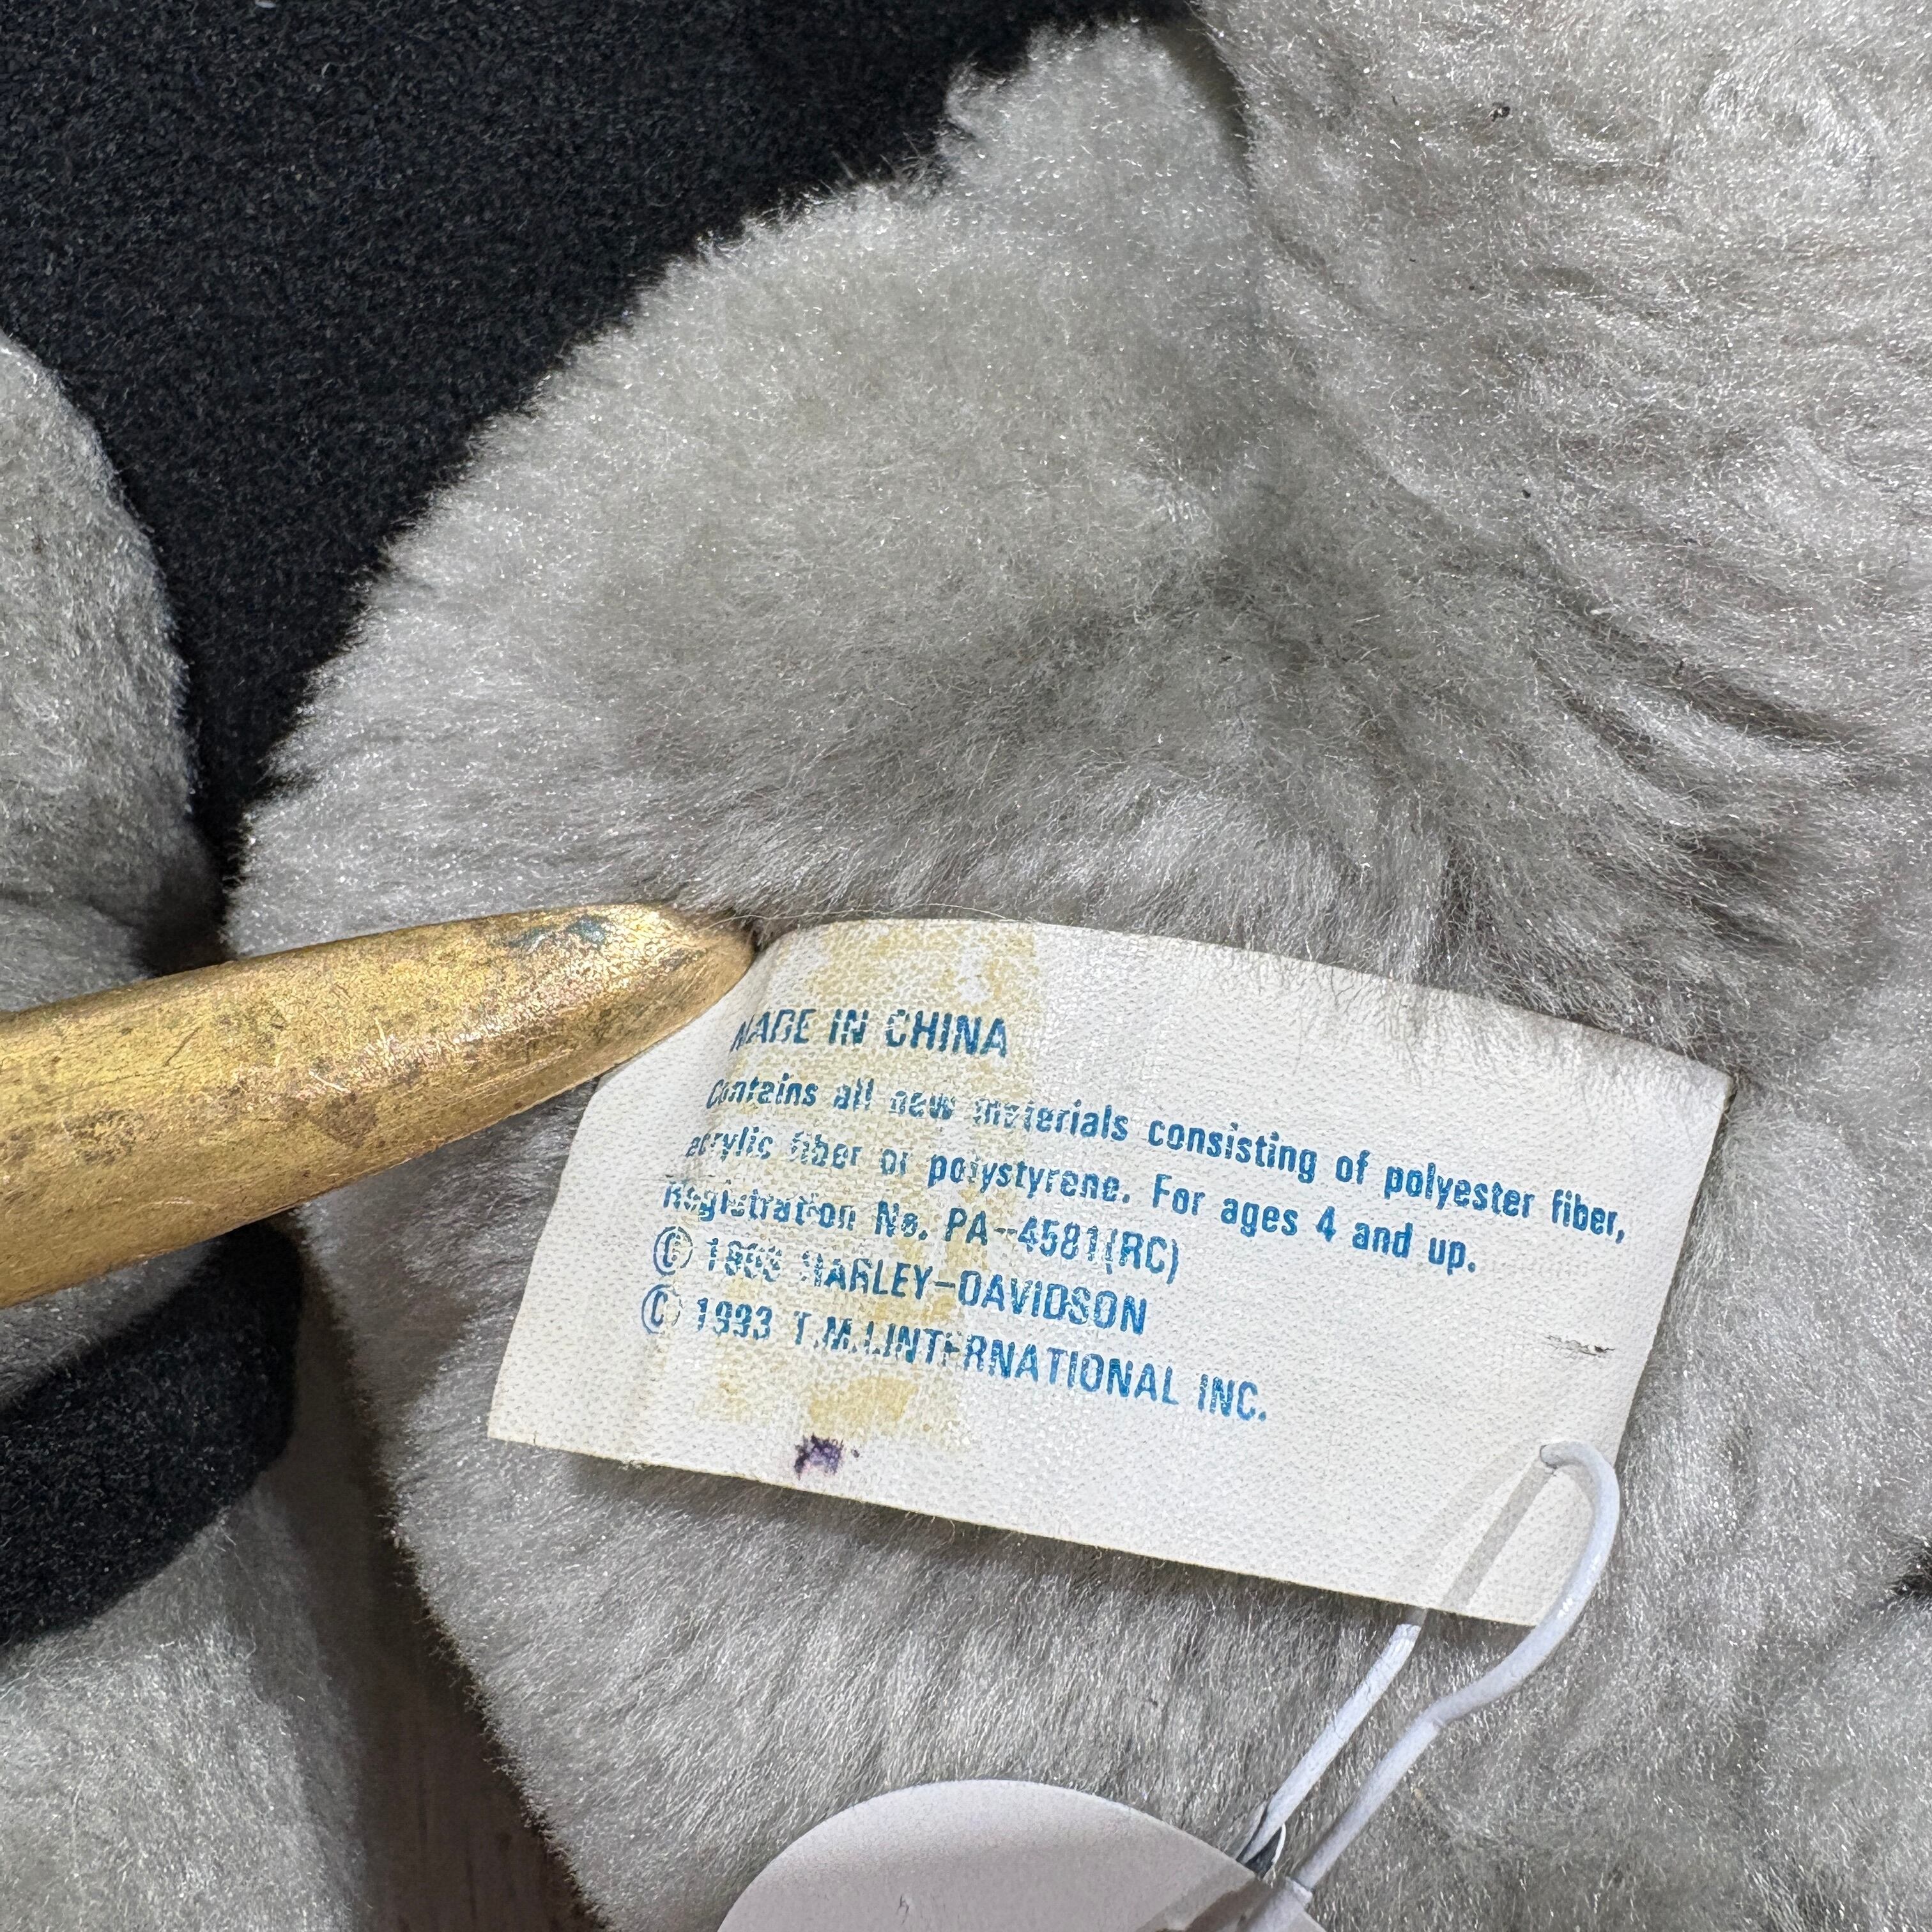 MADE IN CHINA
Contains all new materials consisting of polyester fiber,
acrylic fiber or polystyrene. For ages 4 and up.
Registration No. PA-4581(RC)
© 1993 HARLEY-DAVIDSON
© 1993 T.M.I.INTERNATIONAL INC.